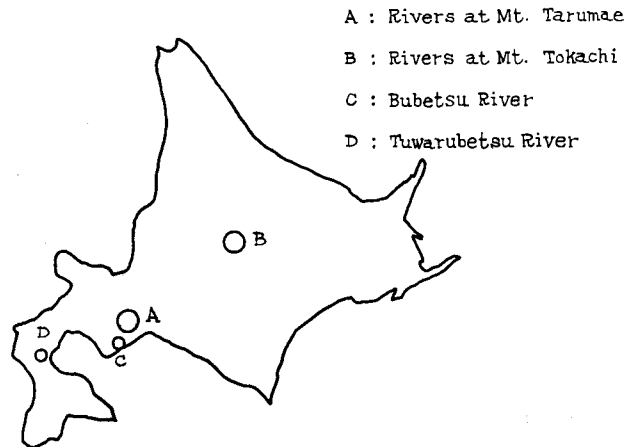 A : Rivers at Mt. Tarumae
B : Rivers at Mt. Tokachi
C : Bubetsu River
D : Tuwarubetsu River
B
A
D
C